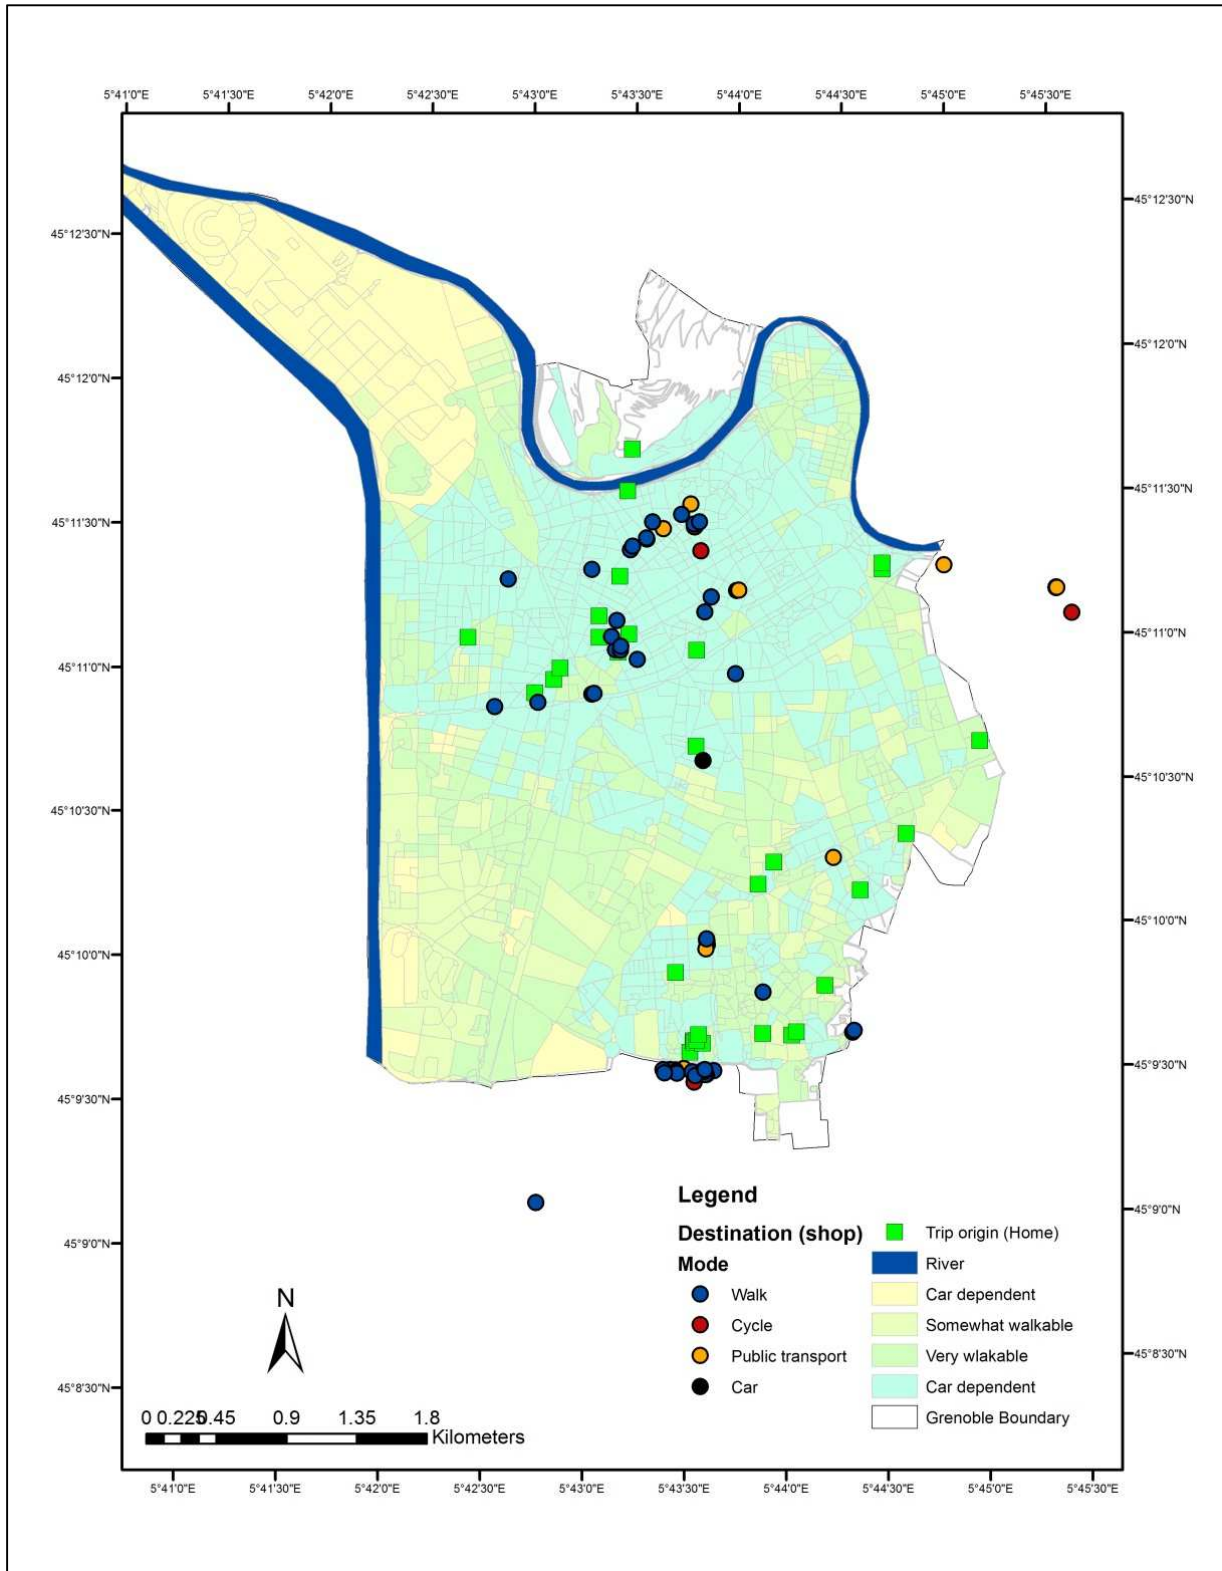 5°41'0"E 5°41'30"E 5°42'0"E 5°42'30"E 5°43'0"E 5°43'30"E 5°44'0"E 5°44'30"E 5°45'0"E 5°45'30"E
45°12'30"N
45°12'30"N
45°12'0"N
45°12'0"N
45°11'30"N
45°11'30"N
45°11'0"N
45°11'0"N
45°10'30"N
45°10'30"N
45°10'0"N
45°10'0"N
45°9'30"N
45°9'30"N
45°9'0"N
45°9'0"N
45°8'30"N
45°8'30"N
Legend
Destination (shop)
Mode
Walk
Cycle
Public transport
Car
Trip origin (Home)
River
Car dependent
Somewhat walkable
Very wlakable
Car dependent
Grenoble Boundary
N
0 0.225 0.45 0.9 1.35 1.8
Kilometers
5°41'0"E 5°41'30"E 5°42'0"E 5°42'30"E 5°43'0"E 5°43'30"E 5°44'0"E 5°44'30"E 5°45'0"E 5°45'30"E